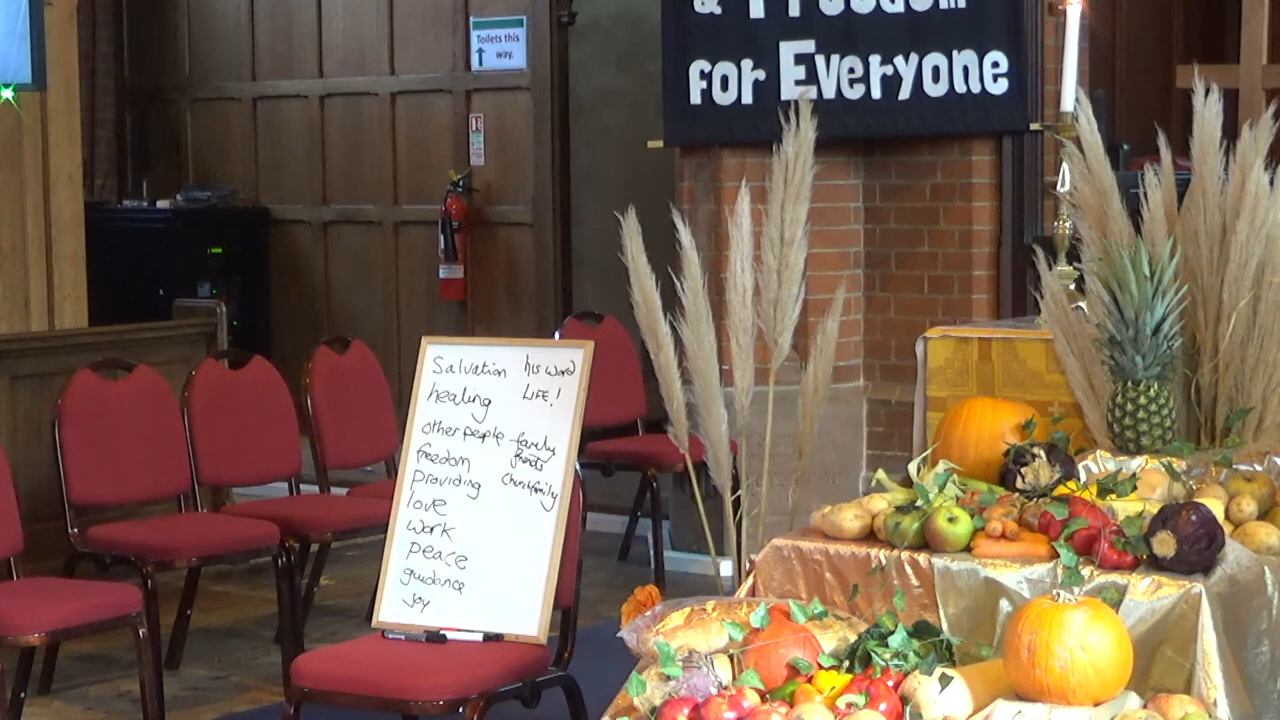 Toilets this
way.
& Freedom
for Everyone
Salvation his word
healing LIFE!
other people family
freedom friends
Providing Church family
love
work
peace
guidance
joy